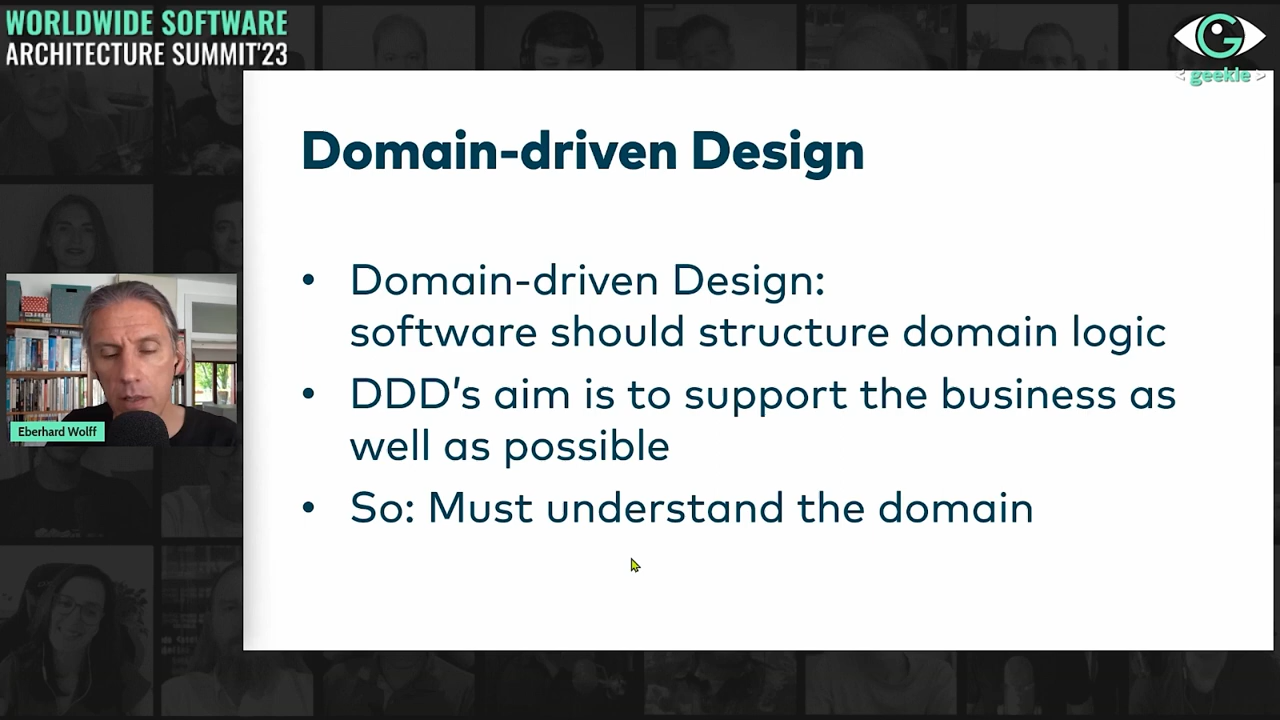 WORLDWIDE SOFTWARE
ARCHITECTURE SUMMIT'23
G
< geekle >
Domain-driven Design
• Domain-driven Design:
software should structure domain logic
• DDD's aim is to support the business as
well as possible
• So: Must understand the domain
Eberhard Wolff